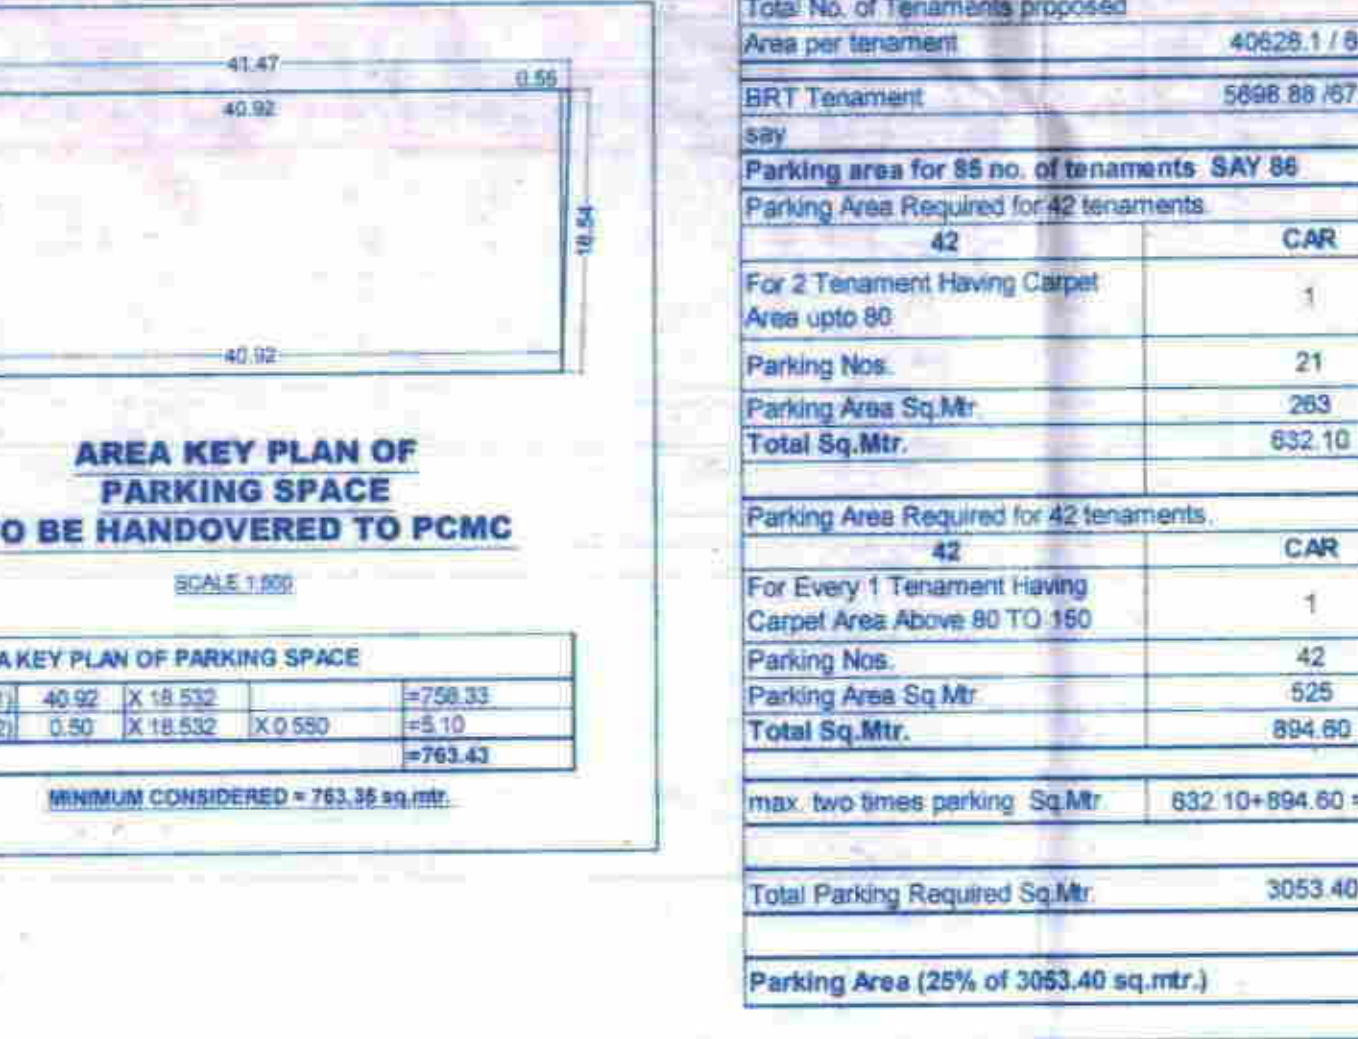 41.47
0.56
40.92
18.54
40.92
AREA KEY PLAN OF
PARKING SPACE
O BE HANDOVERED TO PCMC
SCALE 1:500
A KEY PLAN OF PARKING SPACE
1) 40.92 X 18.532 =758.33
2) 0.50 X 18.532 X 0.550 =5.10
=763.43
MINIMUM CONSIDERED = 763.35 sq.mtr.
Total No. of Tenaments proposed
Area per tenament 40628.1 / 8
BRT Tenament 5698.88 /67
say
Parking area for 85 no. of tenaments SAY 86
Parking Area Required for 42 tenaments.
42 CAR
For 2 Tenament Having Carpet 1
Area upto 80
Parking Nos. 21
Parking Area Sq.Mtr. 263
Total Sq.Mtr. 632.10
Parking Area Required for 42 tenaments.
42 CAR
For Every 1 Tenament Having 1
Carpet Area Above 80 TO 150
Parking Nos. 42
Parking Area Sq.Mtr. 525
Total Sq.Mtr. 894.60
max. two times parking Sq.Mtr. 632.10+894.60 =
Total Parking Required Sq.Mtr. 3053.40
Parking Area (25% of 3053.40 sq.mtr.)